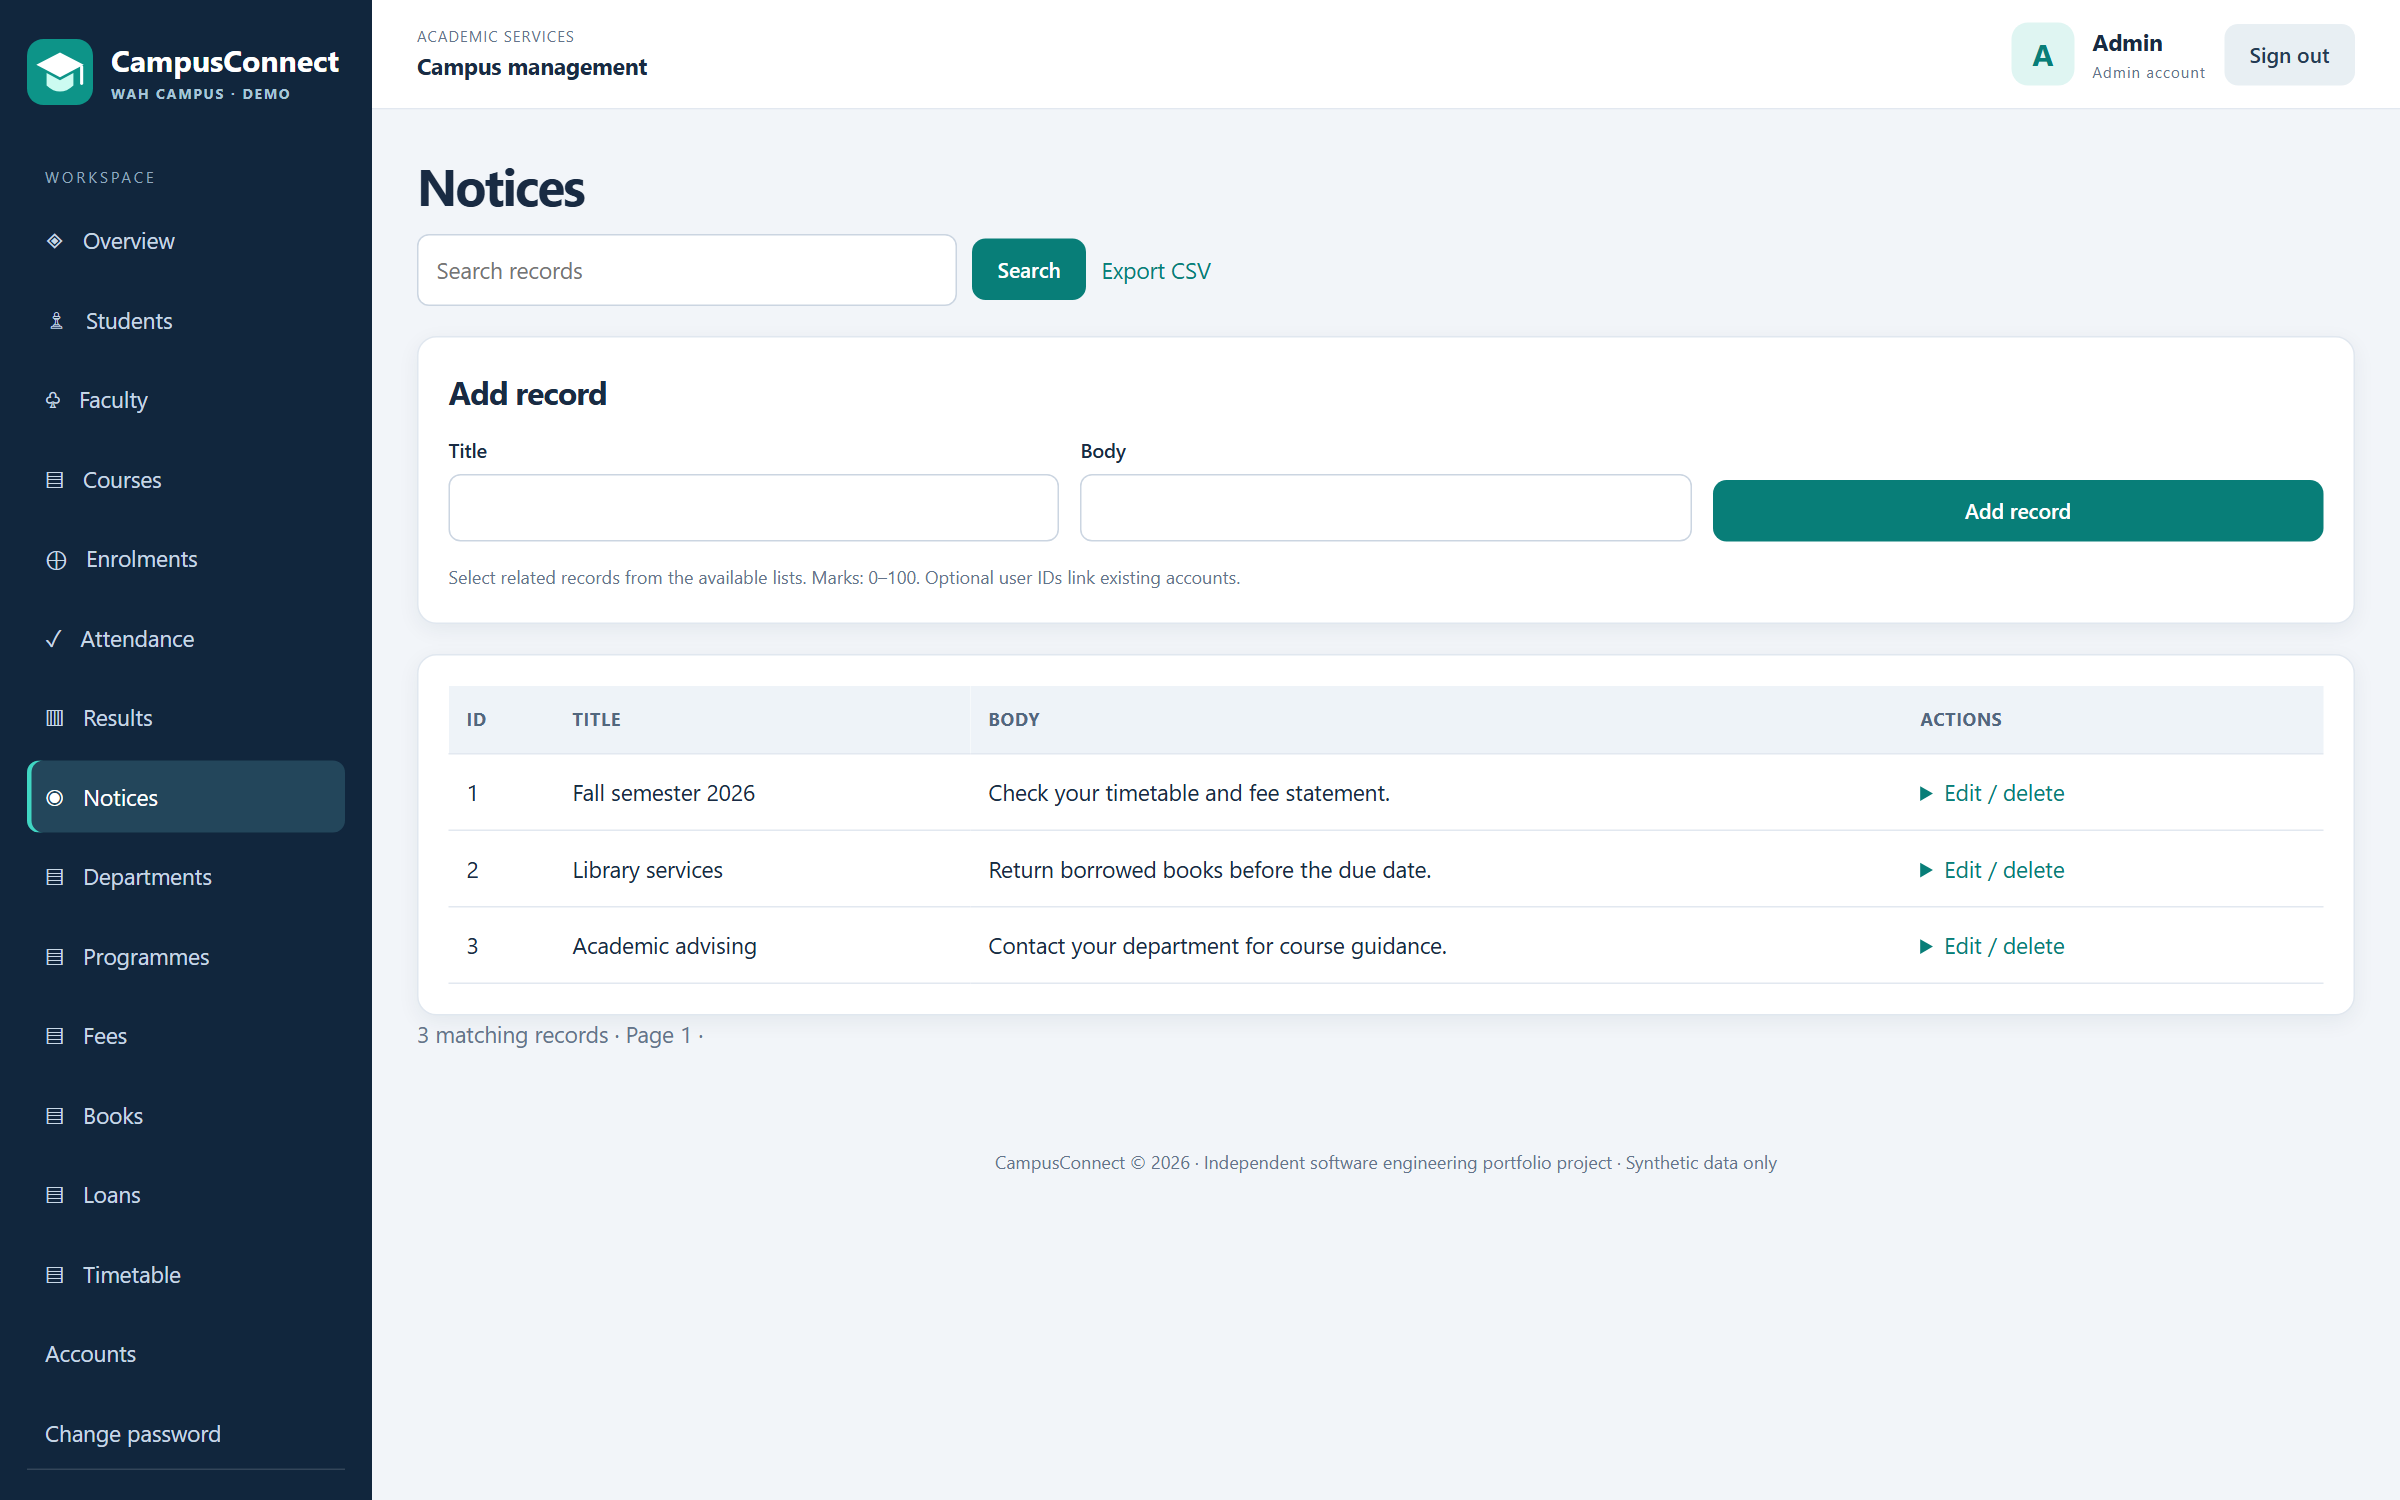 CampusConnect
WAH CAMPUS · DEMO
WORKSPACE
Overview
Students
Faculty
Courses
Enrolments
Attendance
Results
Notices
Departments
Programmes
Fees
Books
Loans
Timetable
Accounts
Change password
ACADEMIC SERVICES
Campus management
A
Admin
Admin account
Sign out
Notices
Search records
Search
Export CSV
Add record
Title
Body
Add record
Select related records from the available lists. Marks: 0–100. Optional user IDs link existing accounts.
ID TITLE BODY ACTIONS
1 Fall semester 2026 Check your timetable and fee statement. Edit / delete
2 Library services Return borrowed books before the due date. Edit / delete
3 Academic advising Contact your department for course guidance. Edit / delete
3 matching records · Page 1 ·
CampusConnect © 2026 · Independent software engineering portfolio project · Synthetic data only